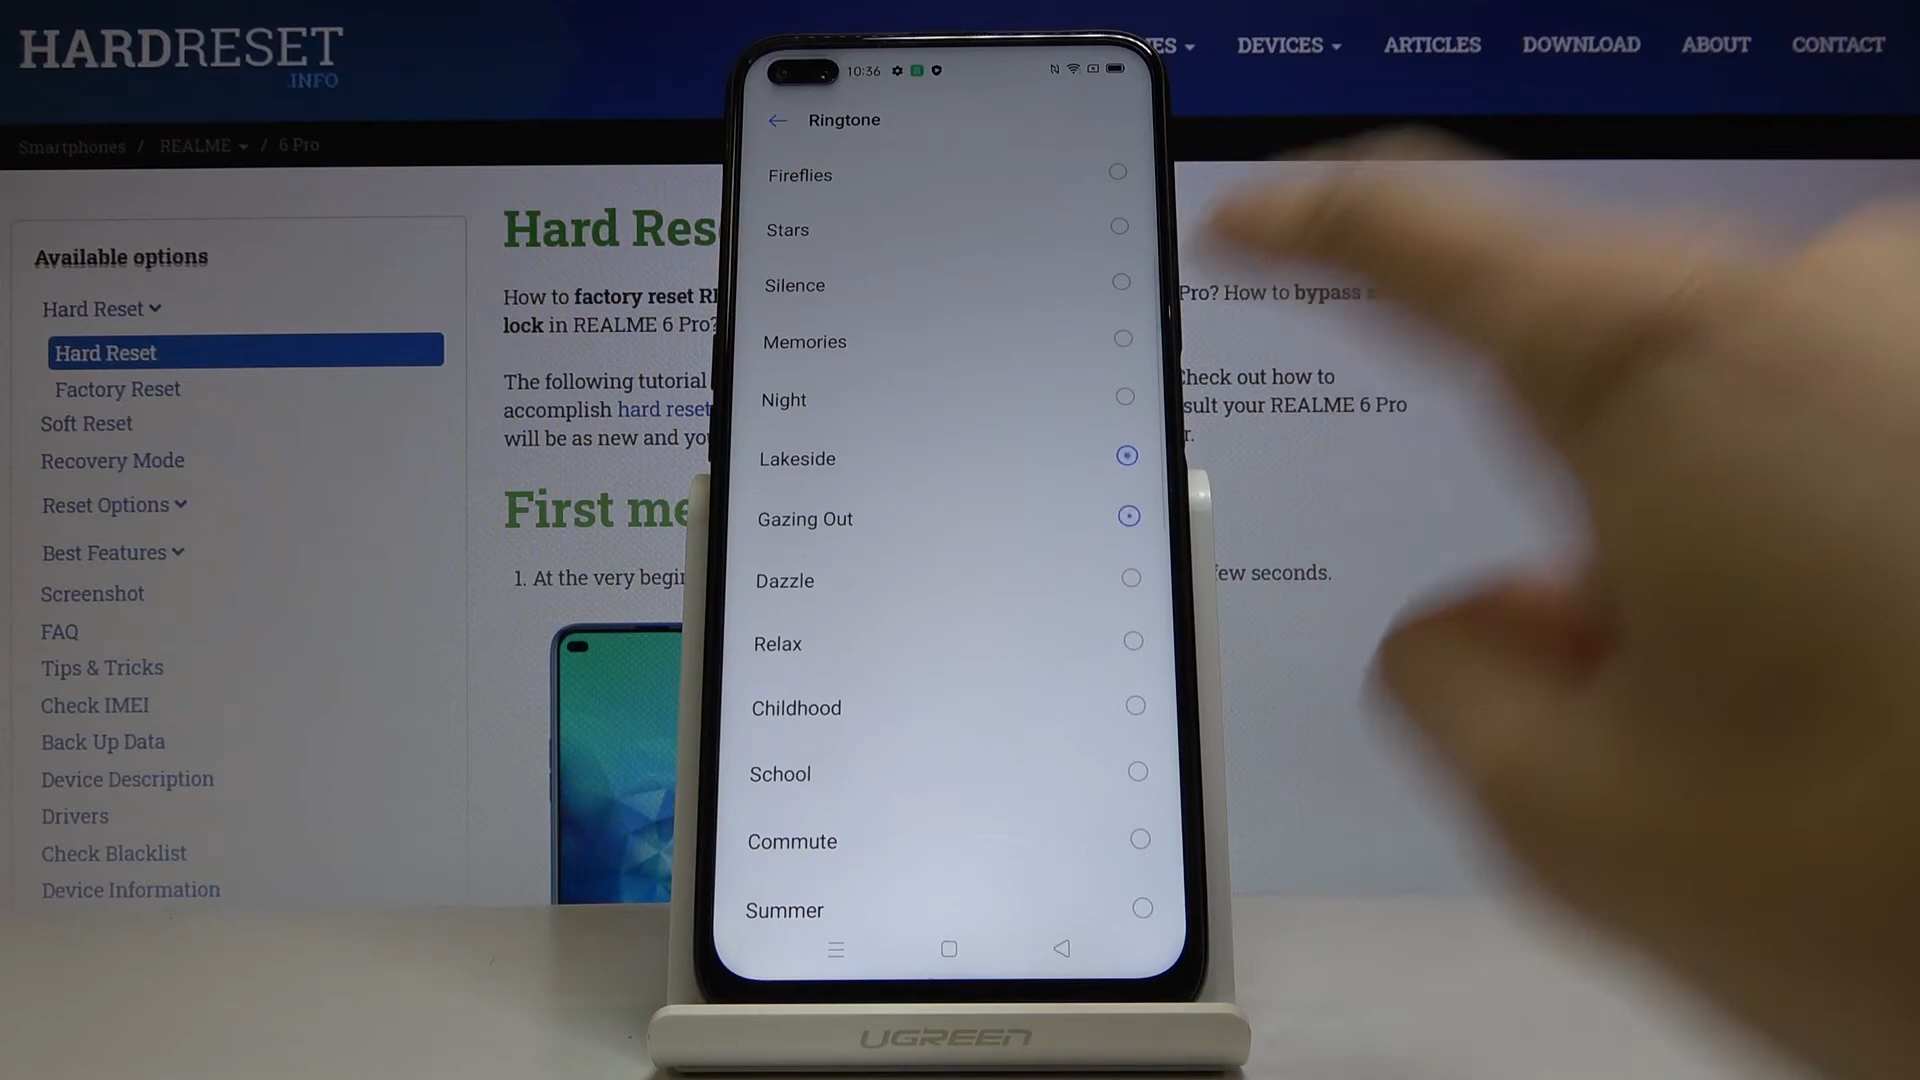 HARDRESET
.INFO
ES
DEVICES
ARTICLES
DOWNLOAD
ABOUT
CONTACT
Smartphones / REALME / 6 Pro
Available options
Hard Reset
Hard Reset
Factory Reset
Soft Reset
Recovery Mode
Reset Options
Best Features
Screenshot
FAQ
Tips & Tricks
Check IMEI
Back Up Data
Device Description
Drivers
Check Blacklist
Device Information
Hard Res
How to factory reset RE
Pro? How to bypass
lock in REALME 6 Pro?
The following tutorial
Check out how to
accomplish hard reset
sult your REALME 6 Pro
will be as new and you
r.
First me
1. At the very begin
few seconds.
10:36
Ringtone
Fireflies
Stars
Silence
Memories
Night
Lakeside
Gazing Out
Dazzle
Relax
Childhood
School
Commute
Summer
UGREEN